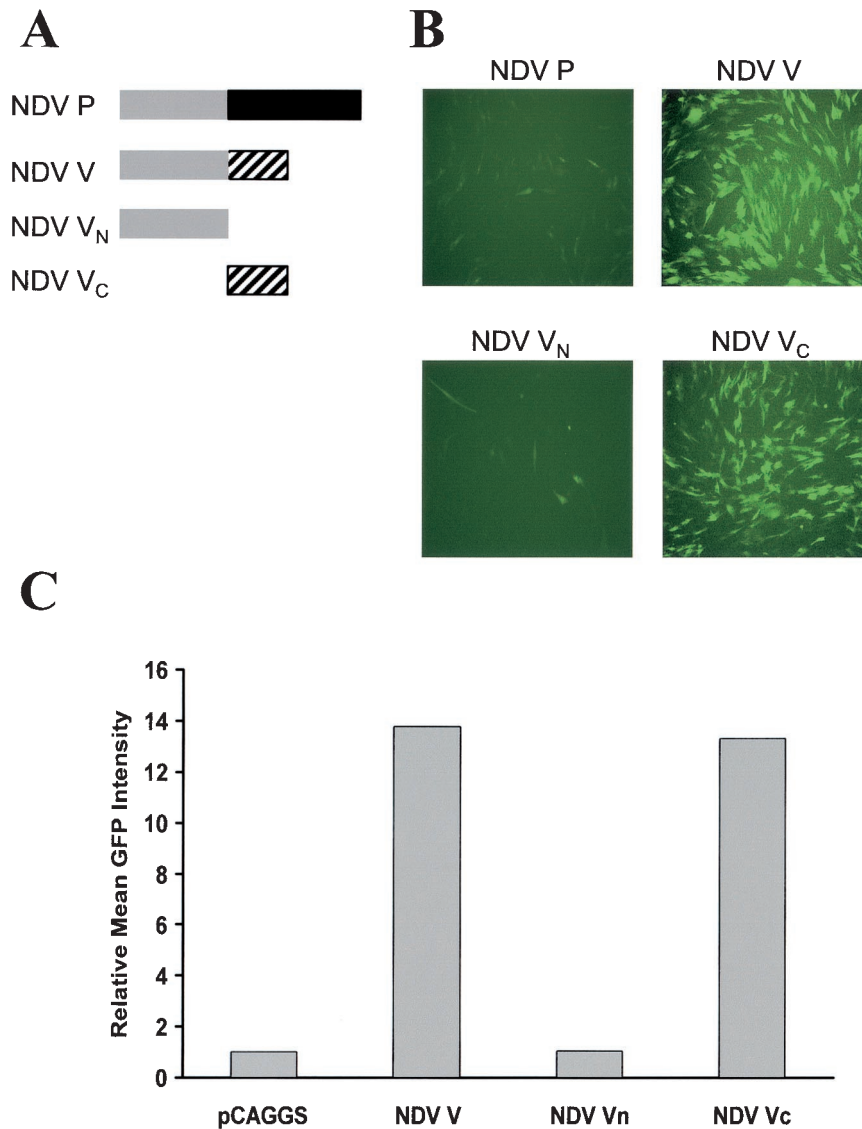 A
NDV P
NDV V
NDV VN
NDV VC
B
NDV P NDV V
NDV VN NDV VC
C
Relative Mean GFP Intensity
16
14
12
10
8
6
4
2
0
pCAGGS NDV V NDV Vn NDV Vc